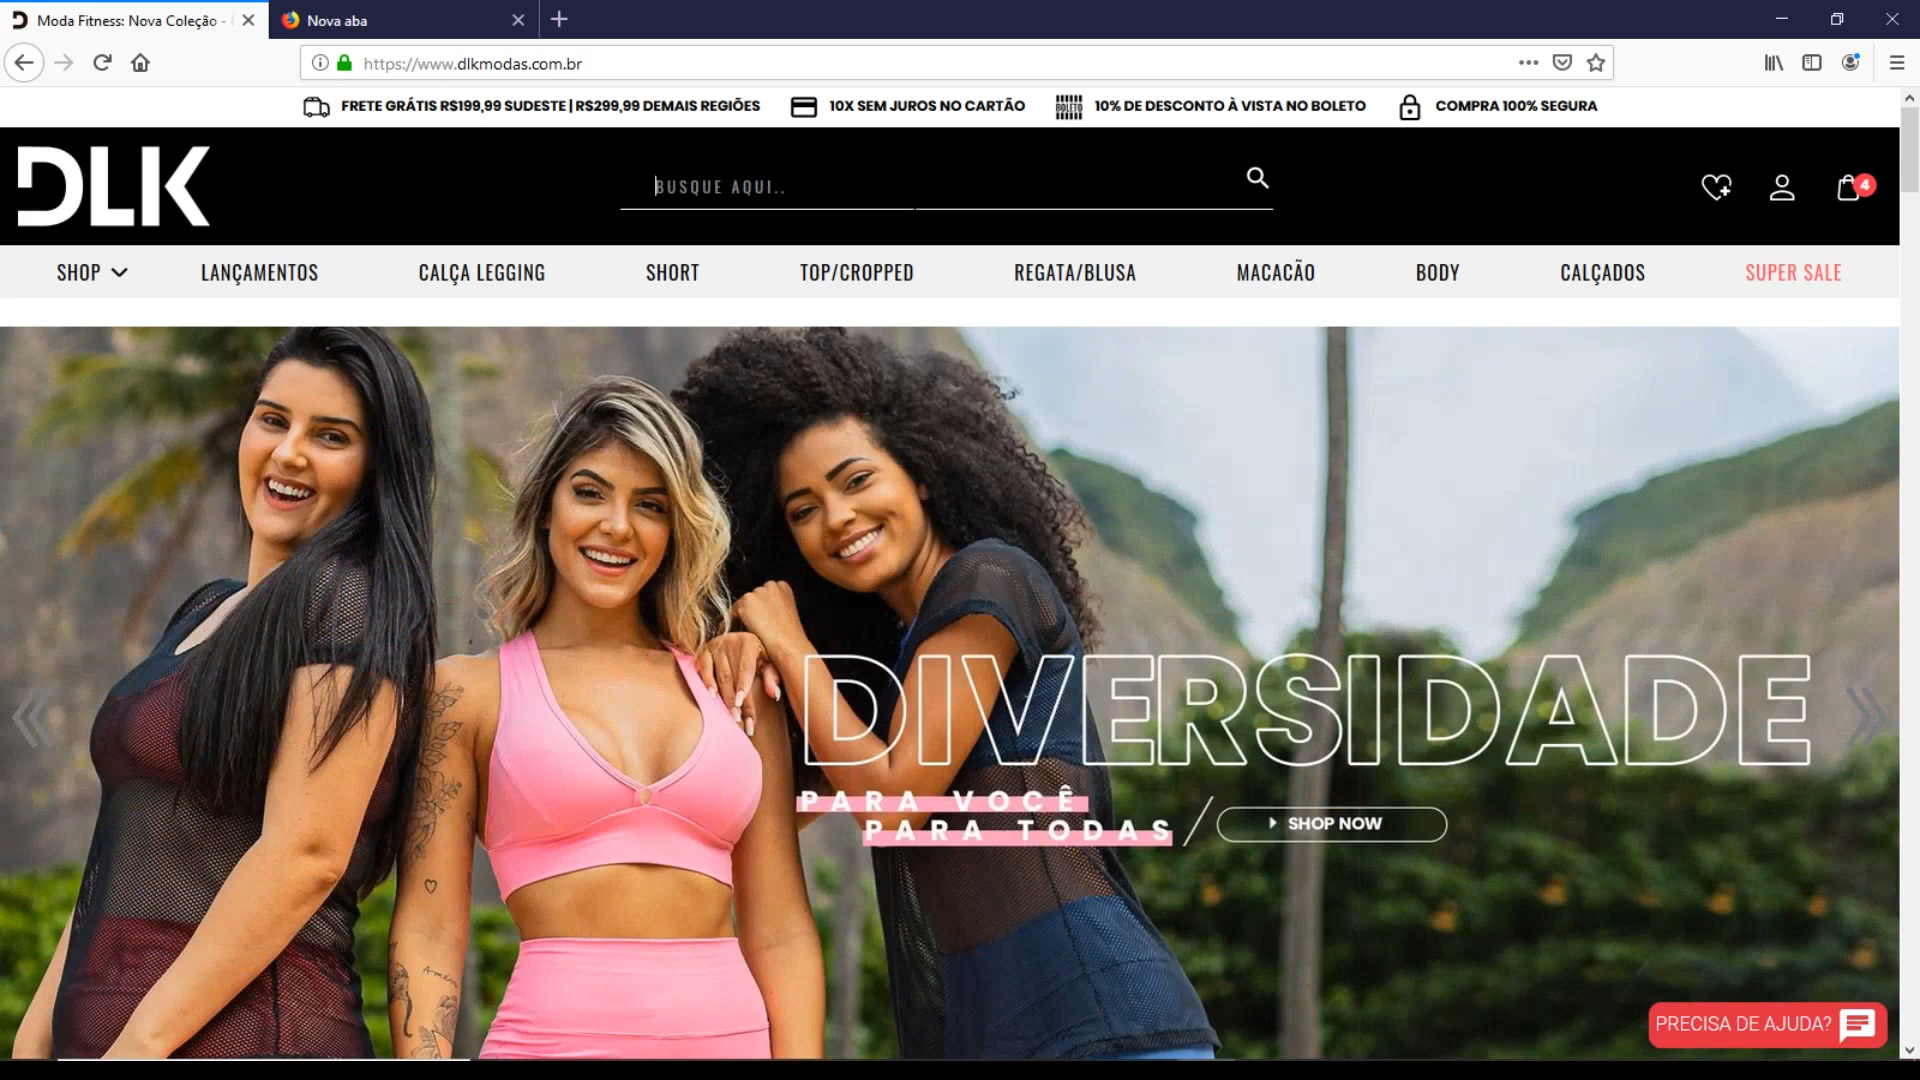 Moda Fitness: Nova Coleção -
Nova aba
https://www.dlkmodas.com.br
FRETE GRÁTIS R$199,99 SUDESTE | R$299,99 DEMAIS REGIÕES
10X SEM JUROS NO CARTÃO
BOLETO
10% DE DESCONTO À VISTA NO BOLETO
COMPRA 100% SEGURA
DLK
BUSQUE AQUI..
4
SHOP
LANÇAMENTOS
CALÇA LEGGING
SHORT
TOP/CROPPED
REGATA/BLUSA
MACACÃO
BODY
CALÇADOS
SUPER SALE
DIVERSIDADE
PARA VOCÊ
PARA TODAS
SHOP NOW
PRECISA DE AJUDA?